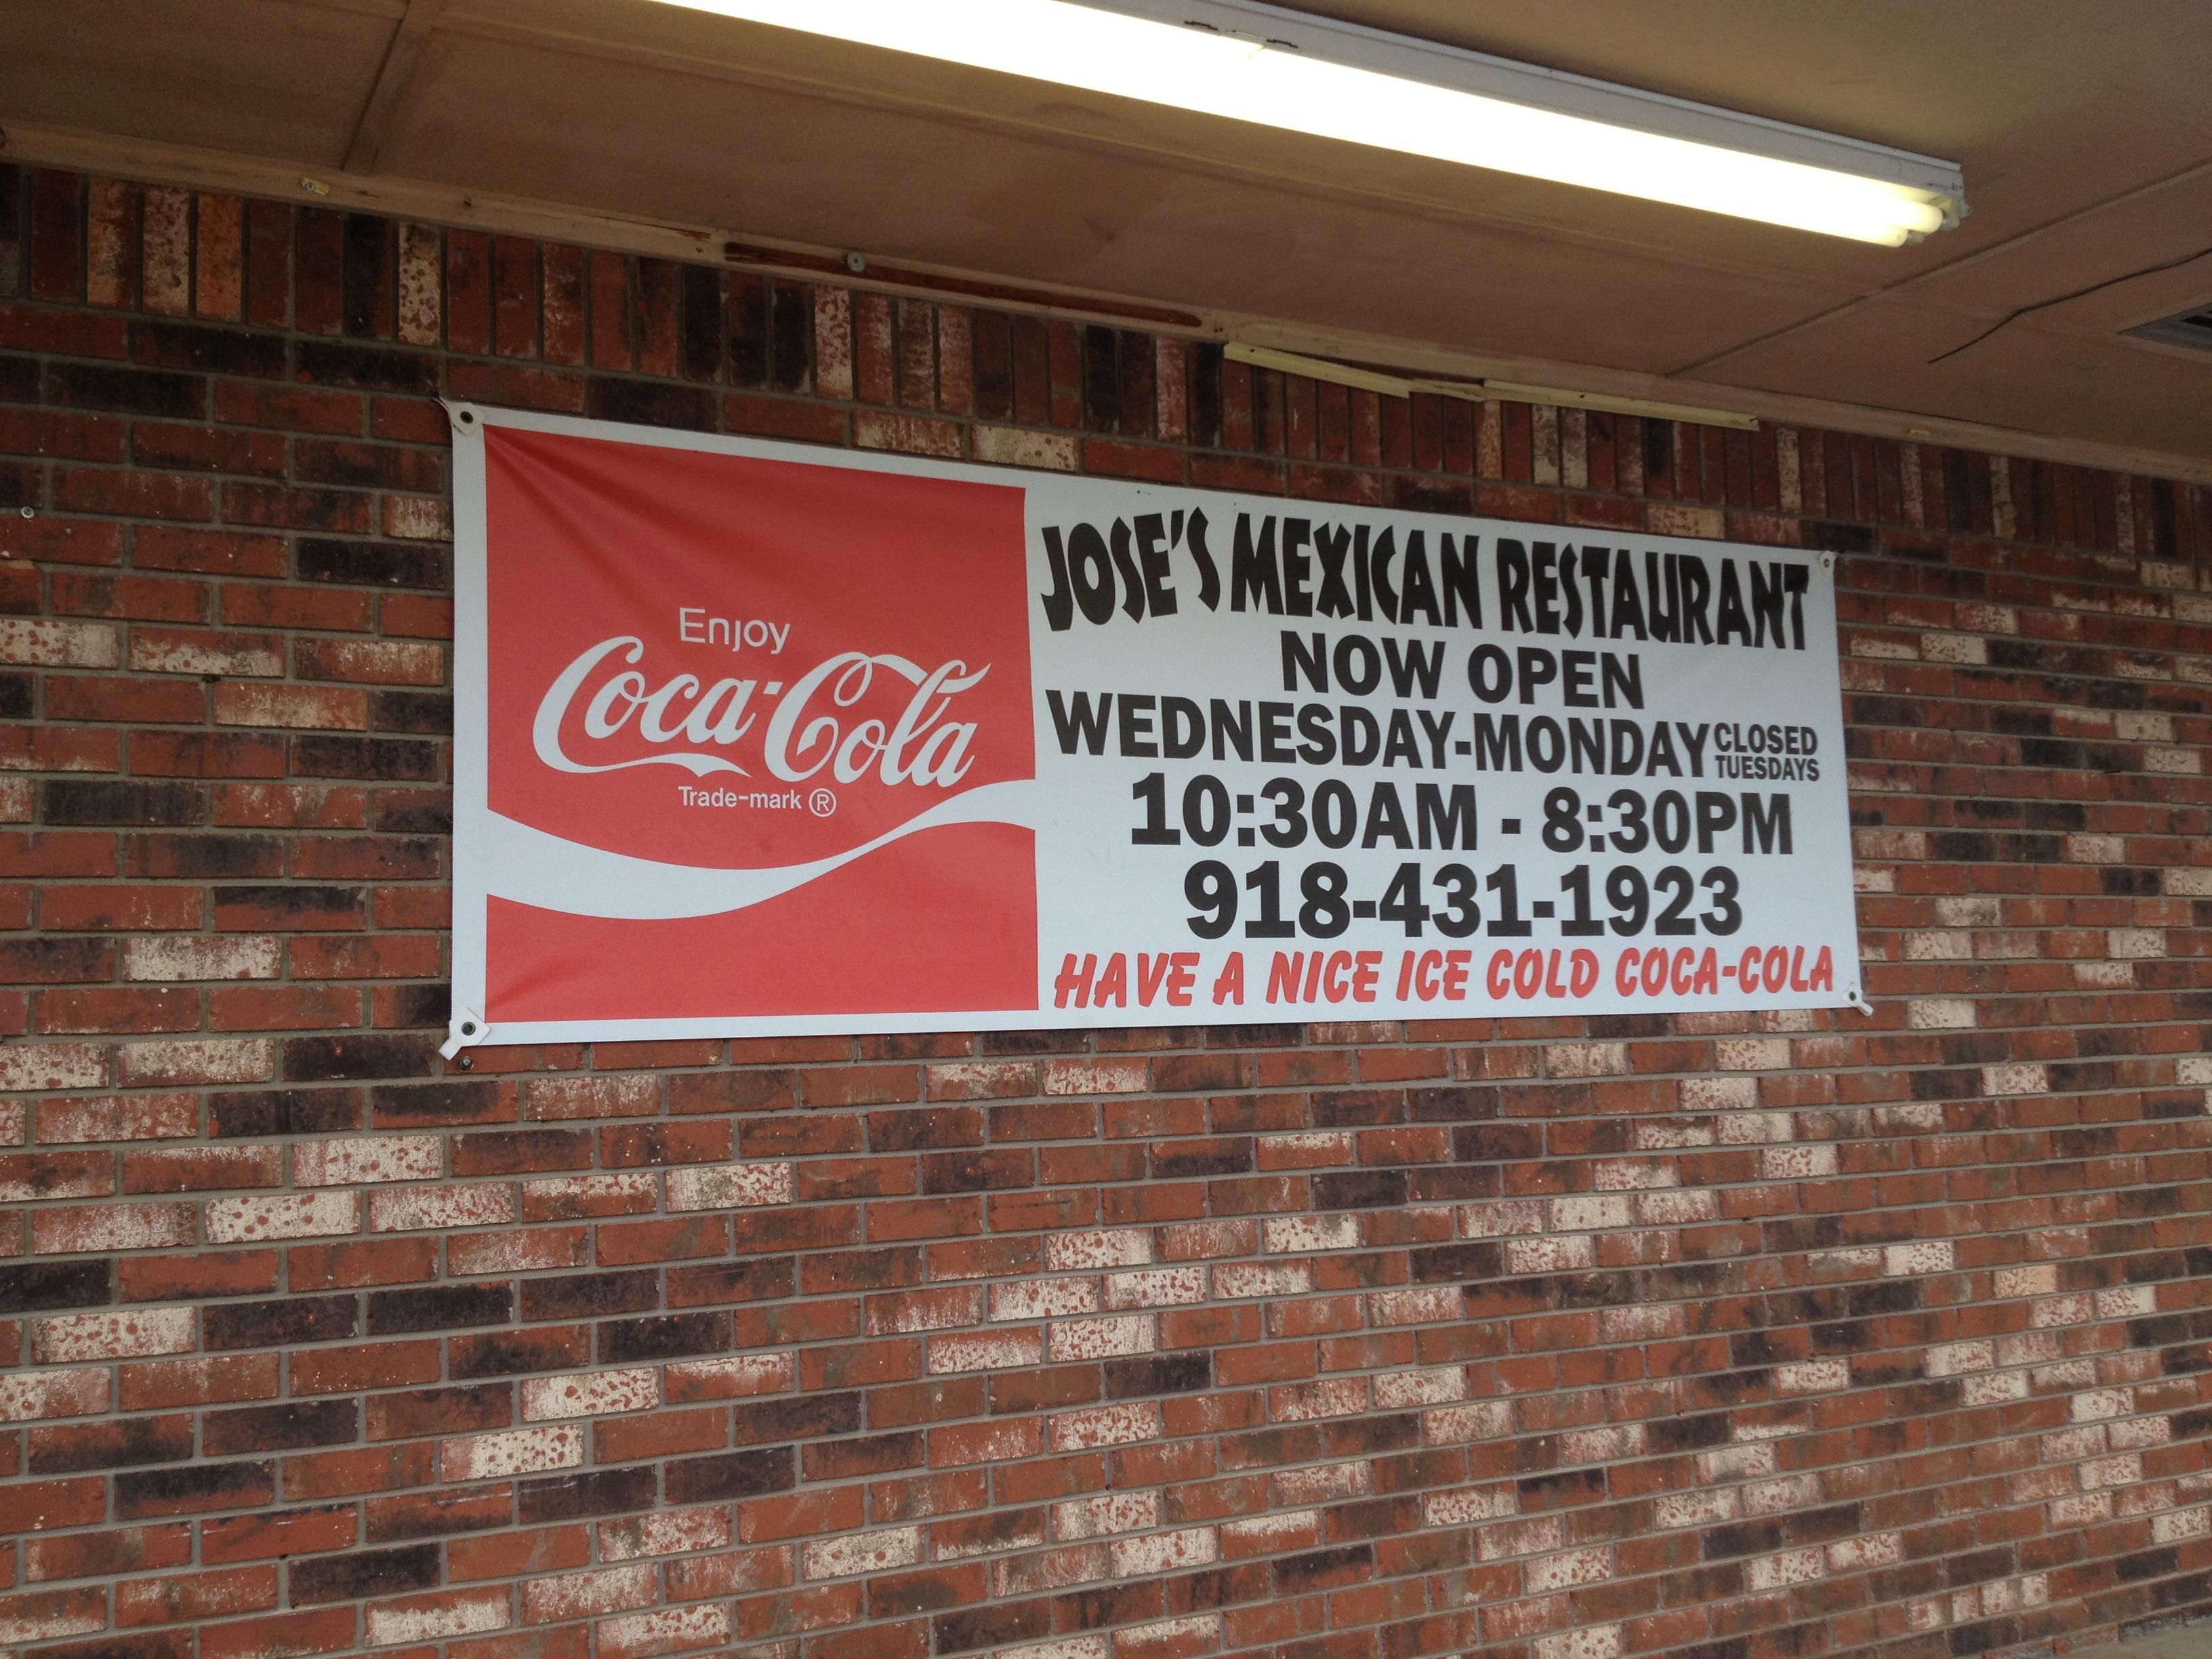 Enjoy
Coca-Cola
Trade-mark ®
JOSE'S MEXICAN RESTAURANT
NOW OPEN
WEDNESDAY-MONDAY CLOSED TUESDAYS
10:30AM - 8:30PM
918-431-1923
HAVE A NICE ICE COLD COCA-COLA